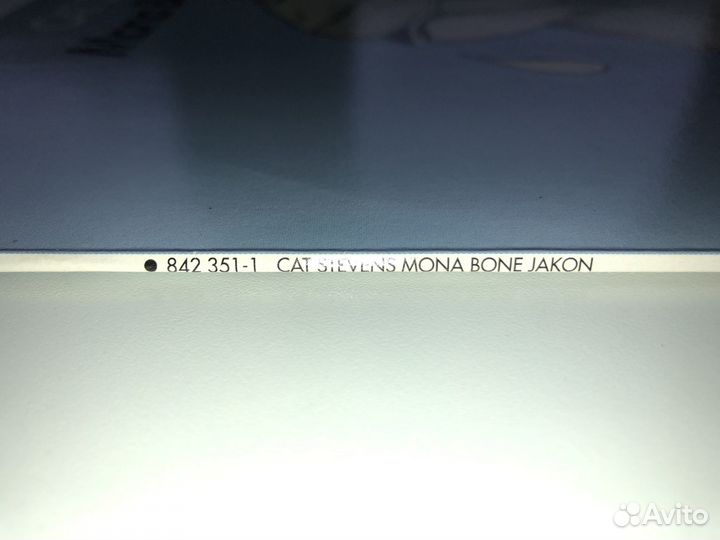 ● 842 351-1 CAT STEVENS MONA BONE JAKON
Avito